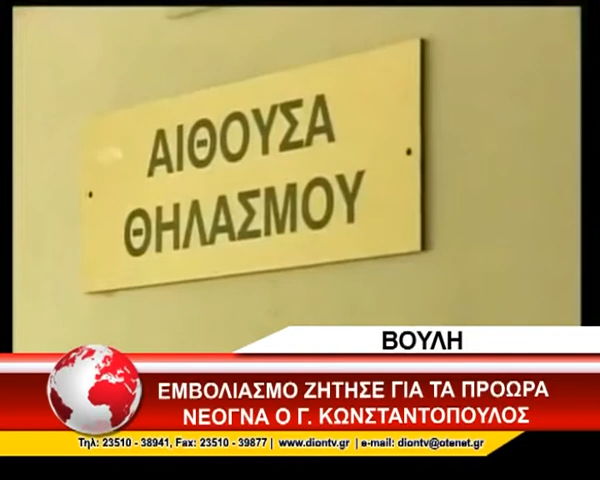 ΑΙΘΟΥΣΑ
ΘΗΛΑΣΜΟΥ
ΒΟΥΛΗ
ΕΜΒΟΛΙΑΣΜΟ ΖΗΤΗΣΕ ΓΙΑ ΤΑ ΠΡΟΩΡΑ
ΝΕΟΓΝΑ Ο Γ. ΚΩΝΣΤΑΝΤΟΠΟΥΛΟΣ
Τηλ: 23510 - 38941, Fax: 23510 - 39877 | www.diontv.gr | e-mail: diontv@otenet.gr